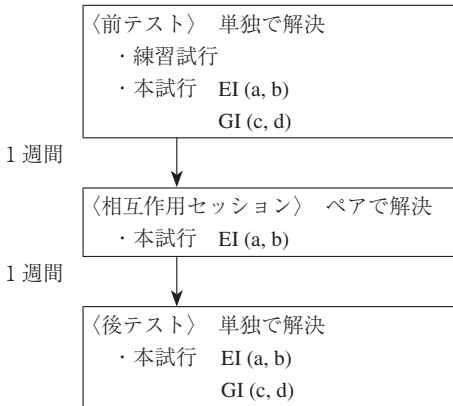 〈前テスト〉 単独で解決
・練習試行
・本試行 EI (a, b)
GI (c, d)
1週間
〈相互作用セッション〉 ペアで解決
・本試行 EI (a, b)
1週間
〈後テスト〉 単独で解決
・本試行 EI (a, b)
GI (c, d)